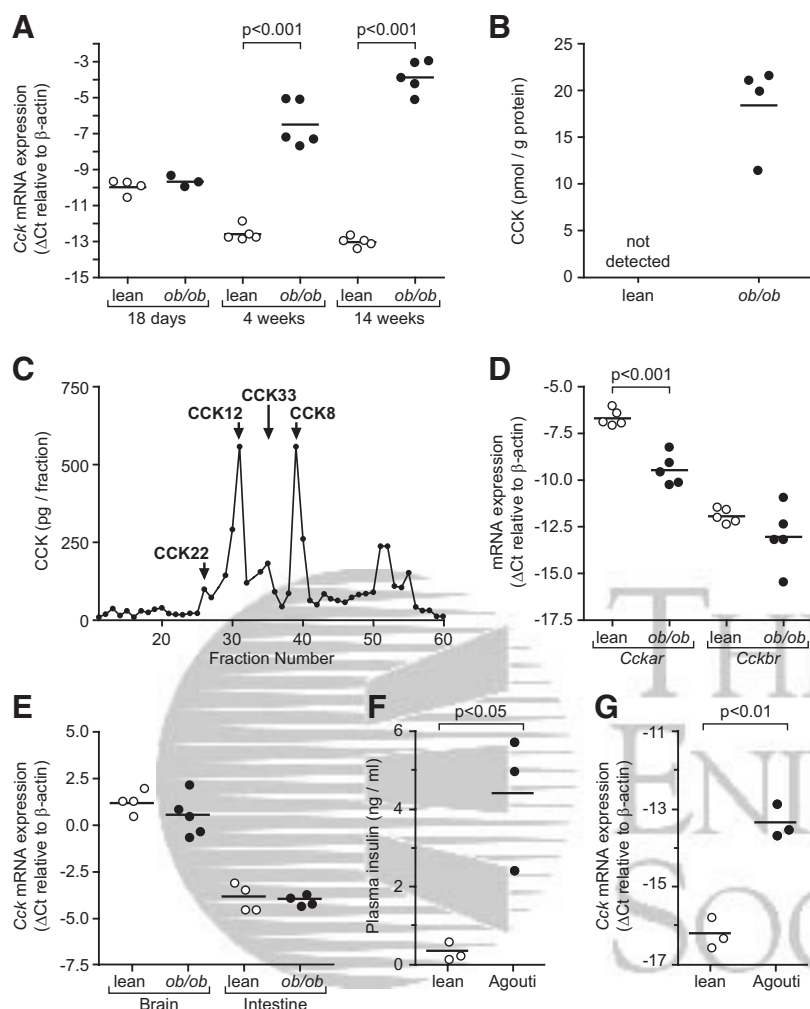 A
p<0.001
p<0.001
Cck mRNA expression
(ΔCt relative to β-actin)
-3
-5
-7
-9
-11
-13
-15
lean
ob/ob
lean
ob/ob
lean
ob/ob
18 days
4 weeks
14 weeks
B
CCK (pmol / g protein)
25
20
15
10
5
0
not
detected
lean
ob/ob
C
CCK (pg / fraction)
750
500
250
0
CCK33
CCK12
CCK8
CCK22
20
30
40
50
60
Fraction Number
D
p<0.001
mRNA expression
(ΔCt relative to β-actin)
-5.0
-7.5
-10.0
-12.5
-15.0
-17.5
lean
ob/ob
lean
ob/ob
Cckar
Cckbr
E
Cck mRNA expression
(ΔCt relative to β-actin)
5.0
2.5
0.0
-2.5
-5.0
-7.5
lean
ob/ob
lean
ob/ob
Brain
Intestine
F
p<0.05
Plasma insulin (ng / ml)
6
4
2
0
lean
Agouti
G
p<0.01
Cck mRNA expression
(ΔCt relative to β-actin)
-11
-13
-15
-17
lean
Agouti